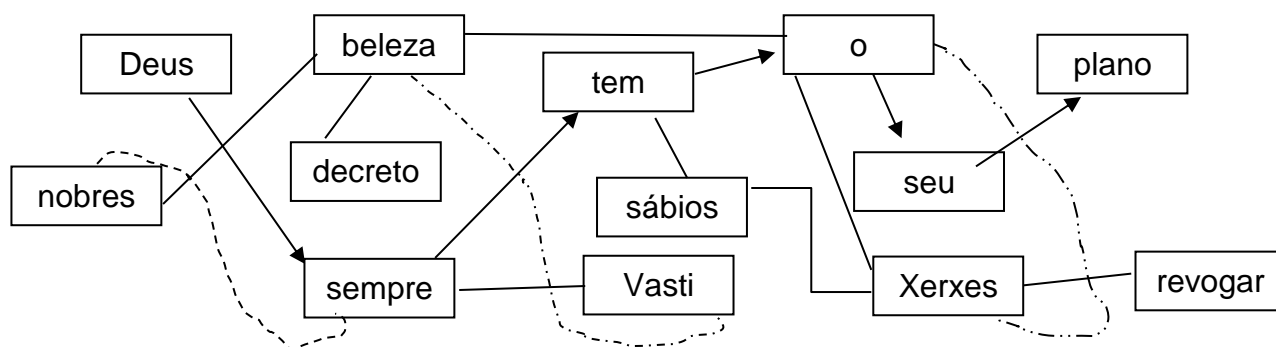 beleza
o
Deus
plano
tem
decreto
seu
nobres
sábios
sempre
Vasti
Xerxes
revogar